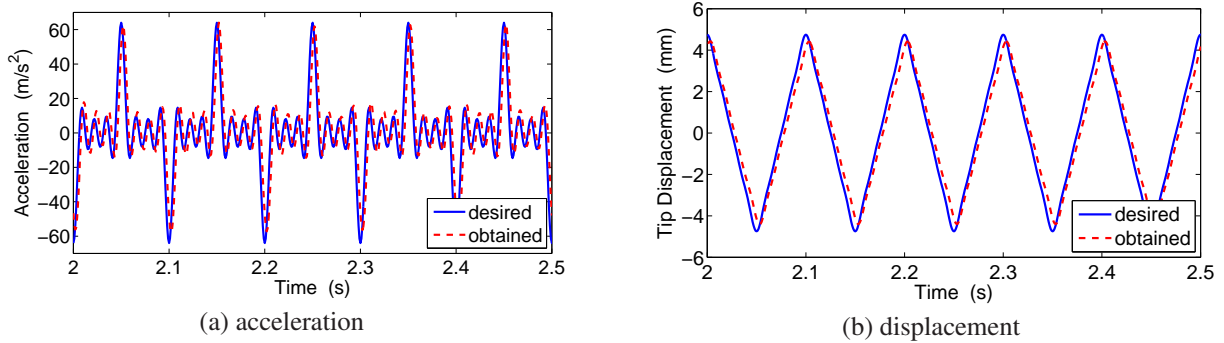 60
40
20
0
−20
−40
−60
Acceleration (m/s²)
desired
obtained
2 2.1 2.2 2.3 2.4 2.5
Time (s)
(a) acceleration
6
4
2
0
−2
−4
−6
Tip Displacement (mm)
desired
obtained
2 2.1 2.2 2.3 2.4 2.5
Time (s)
(b) displacement